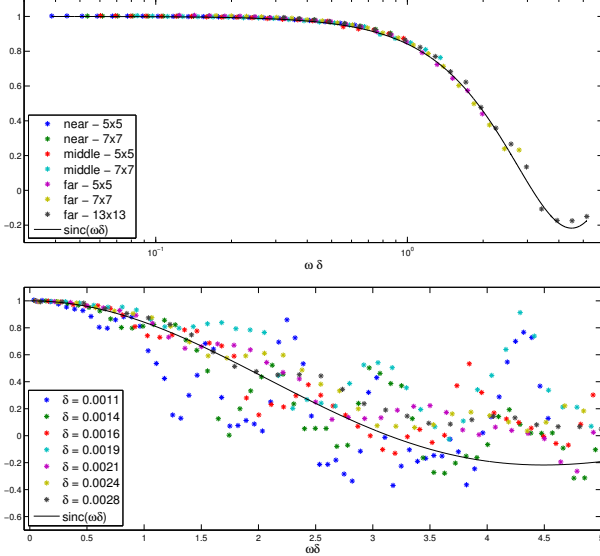 1
0.8
0.6
0.4
0.2
0
−0.2
near − 5x5
near − 7x7
middle − 5x5
middle − 7x7
far − 5x5
far − 7x7
far − 13x13
sinc(ωδ)
10⁻¹
10⁰
ω δ
1
0.8
0.6
0.4
0.2
0
−0.2
−0.4
−0.6
δ = 0.0011
δ = 0.0014
δ = 0.0016
δ = 0.0019
δ = 0.0021
δ = 0.0024
δ = 0.0028
sinc(ωδ)
0 0.5 1 1.5 2 2.5 3 3.5 4 4.5 5
ωδ